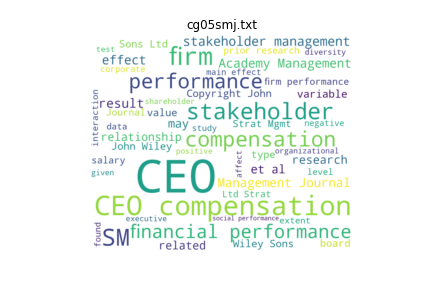 cg05smj.txt
test
Sons Ltd
stakeholder management
effect
firm
prior research
diversity
corporate
Academy Management
main effect
performance
firm performance
Copyright John
variable
result
shareholder
Journal
value
stakeholder
interaction
data
may
study
Strat Mgmt
negative
relationship
compensation
John Wiley
positive
type
organizational
salary
CEO
affect
et al
research
given
level
Management Journal
Ltd Strat
CEO compensation
executive
social performance
extent
found
SM
financial performance
related
Wiley Sons
board